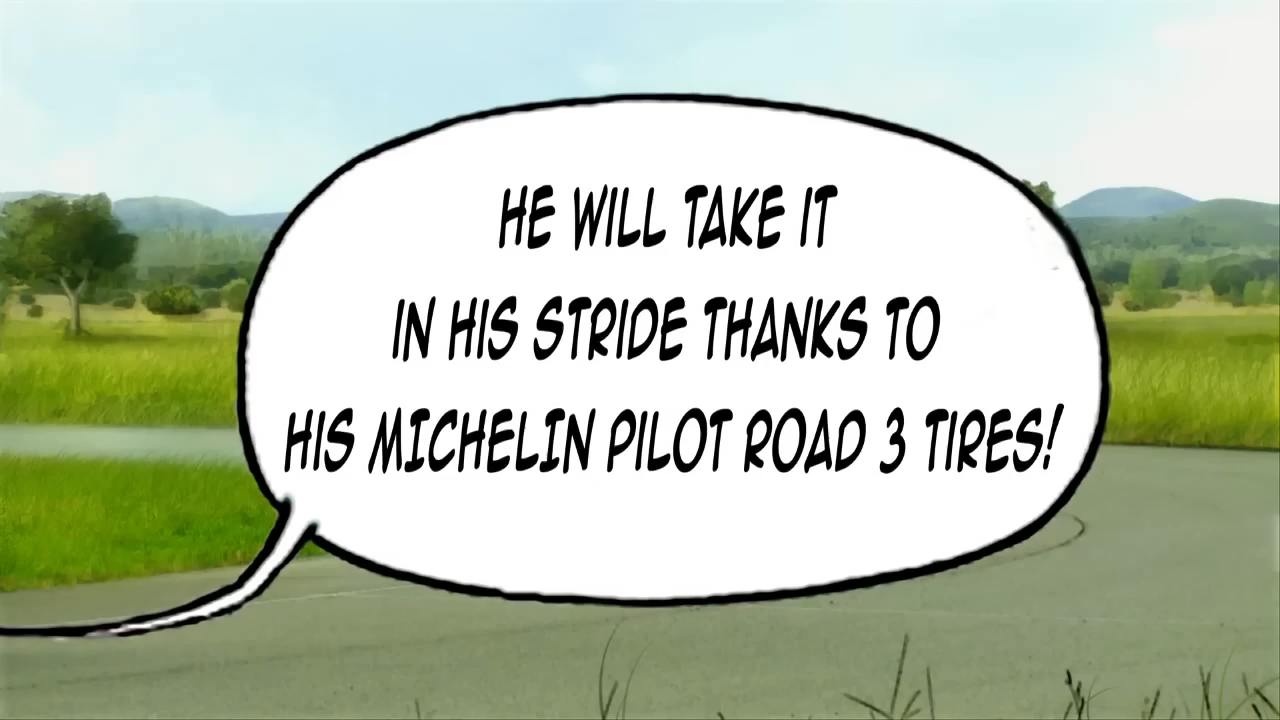 HE WILL TAKE IT
IN HIS STRIDE THANKS TO
HIS MICHELIN PILOT ROAD 3 TIRES!